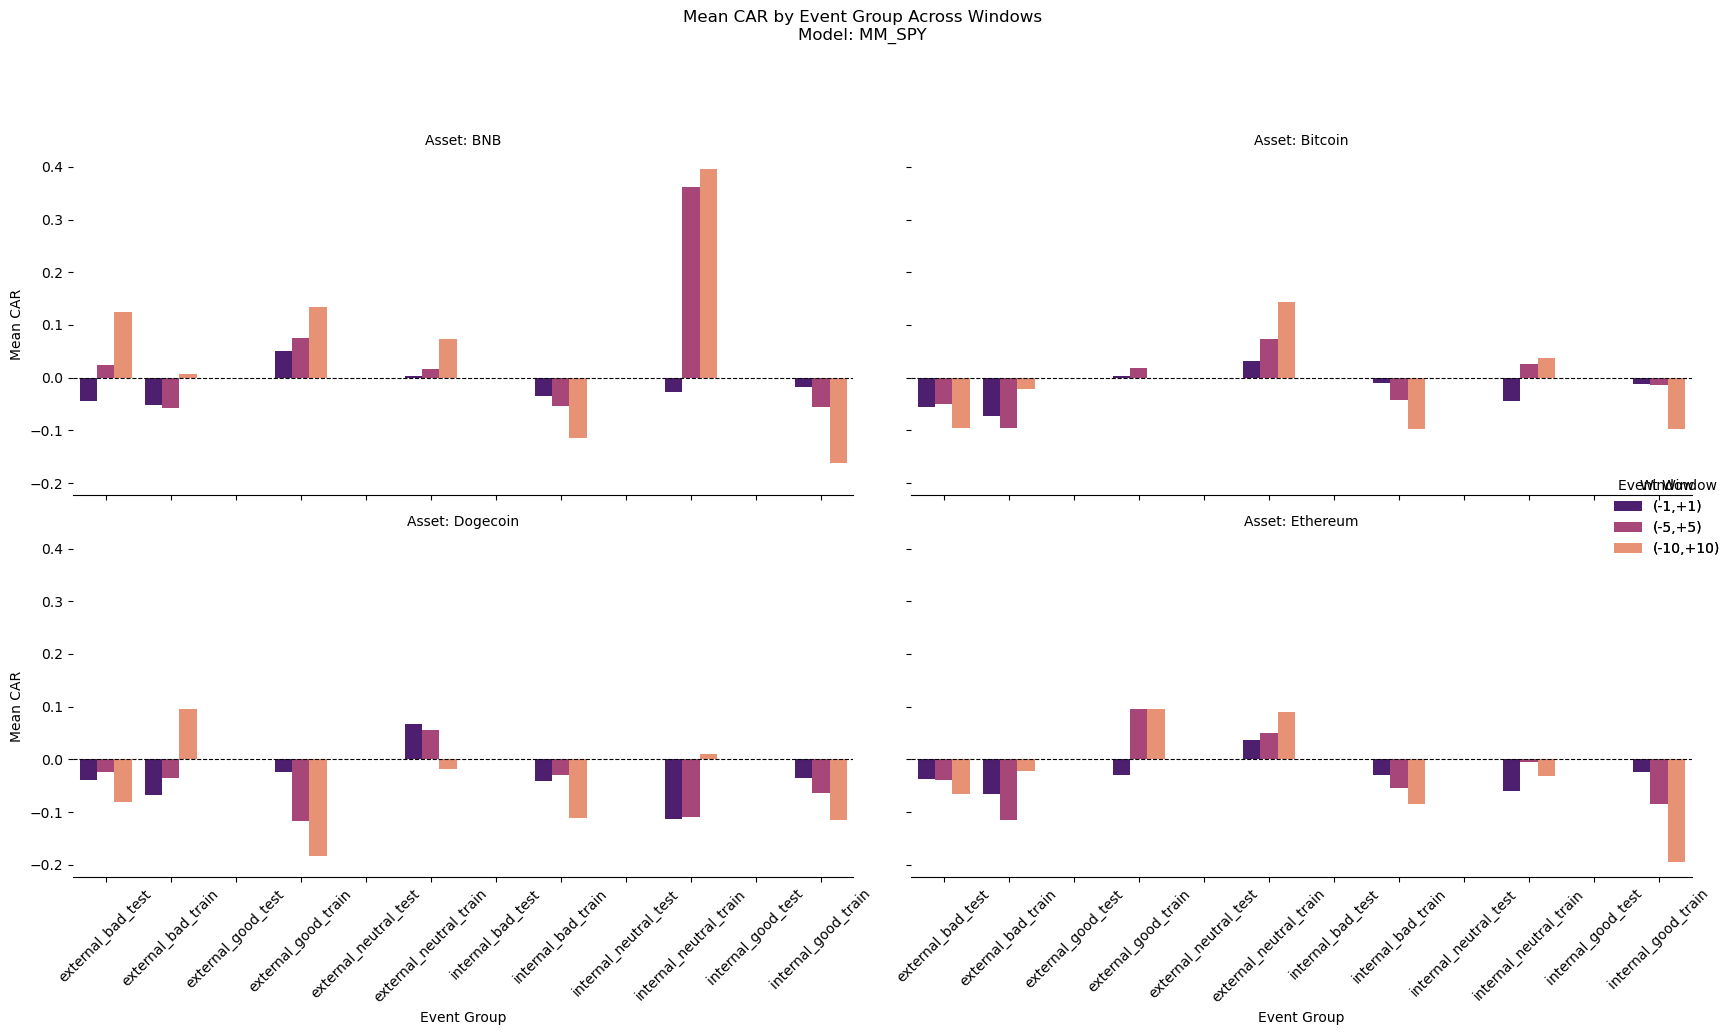 Mean CAR by Event Group Across Windows
Model: MM_SPY
Asset: BNB
Asset: Bitcoin
0.4
0.3
0.2
0.1
0.0
−0.1
−0.2
Mean CAR
Event Window
Window
(-1,+1)
(-5,+5)
(-10,+10)
Asset: Dogecoin
Asset: Ethereum
0.4
0.3
0.2
0.1
0.0
−0.1
−0.2
Mean CAR
external_bad_test
external_bad_train
external_good_test
external_good_train
external_neutral_test
external_neutral_train
internal_bad_test
internal_bad_train
internal_neutral_test
internal_neutral_train
internal_good_test
internal_good_train
Event Group
external_bad_test
external_bad_train
external_good_test
external_good_train
external_neutral_test
external_neutral_train
internal_bad_test
internal_bad_train
internal_neutral_test
internal_neutral_train
internal_good_test
internal_good_train
Event Group